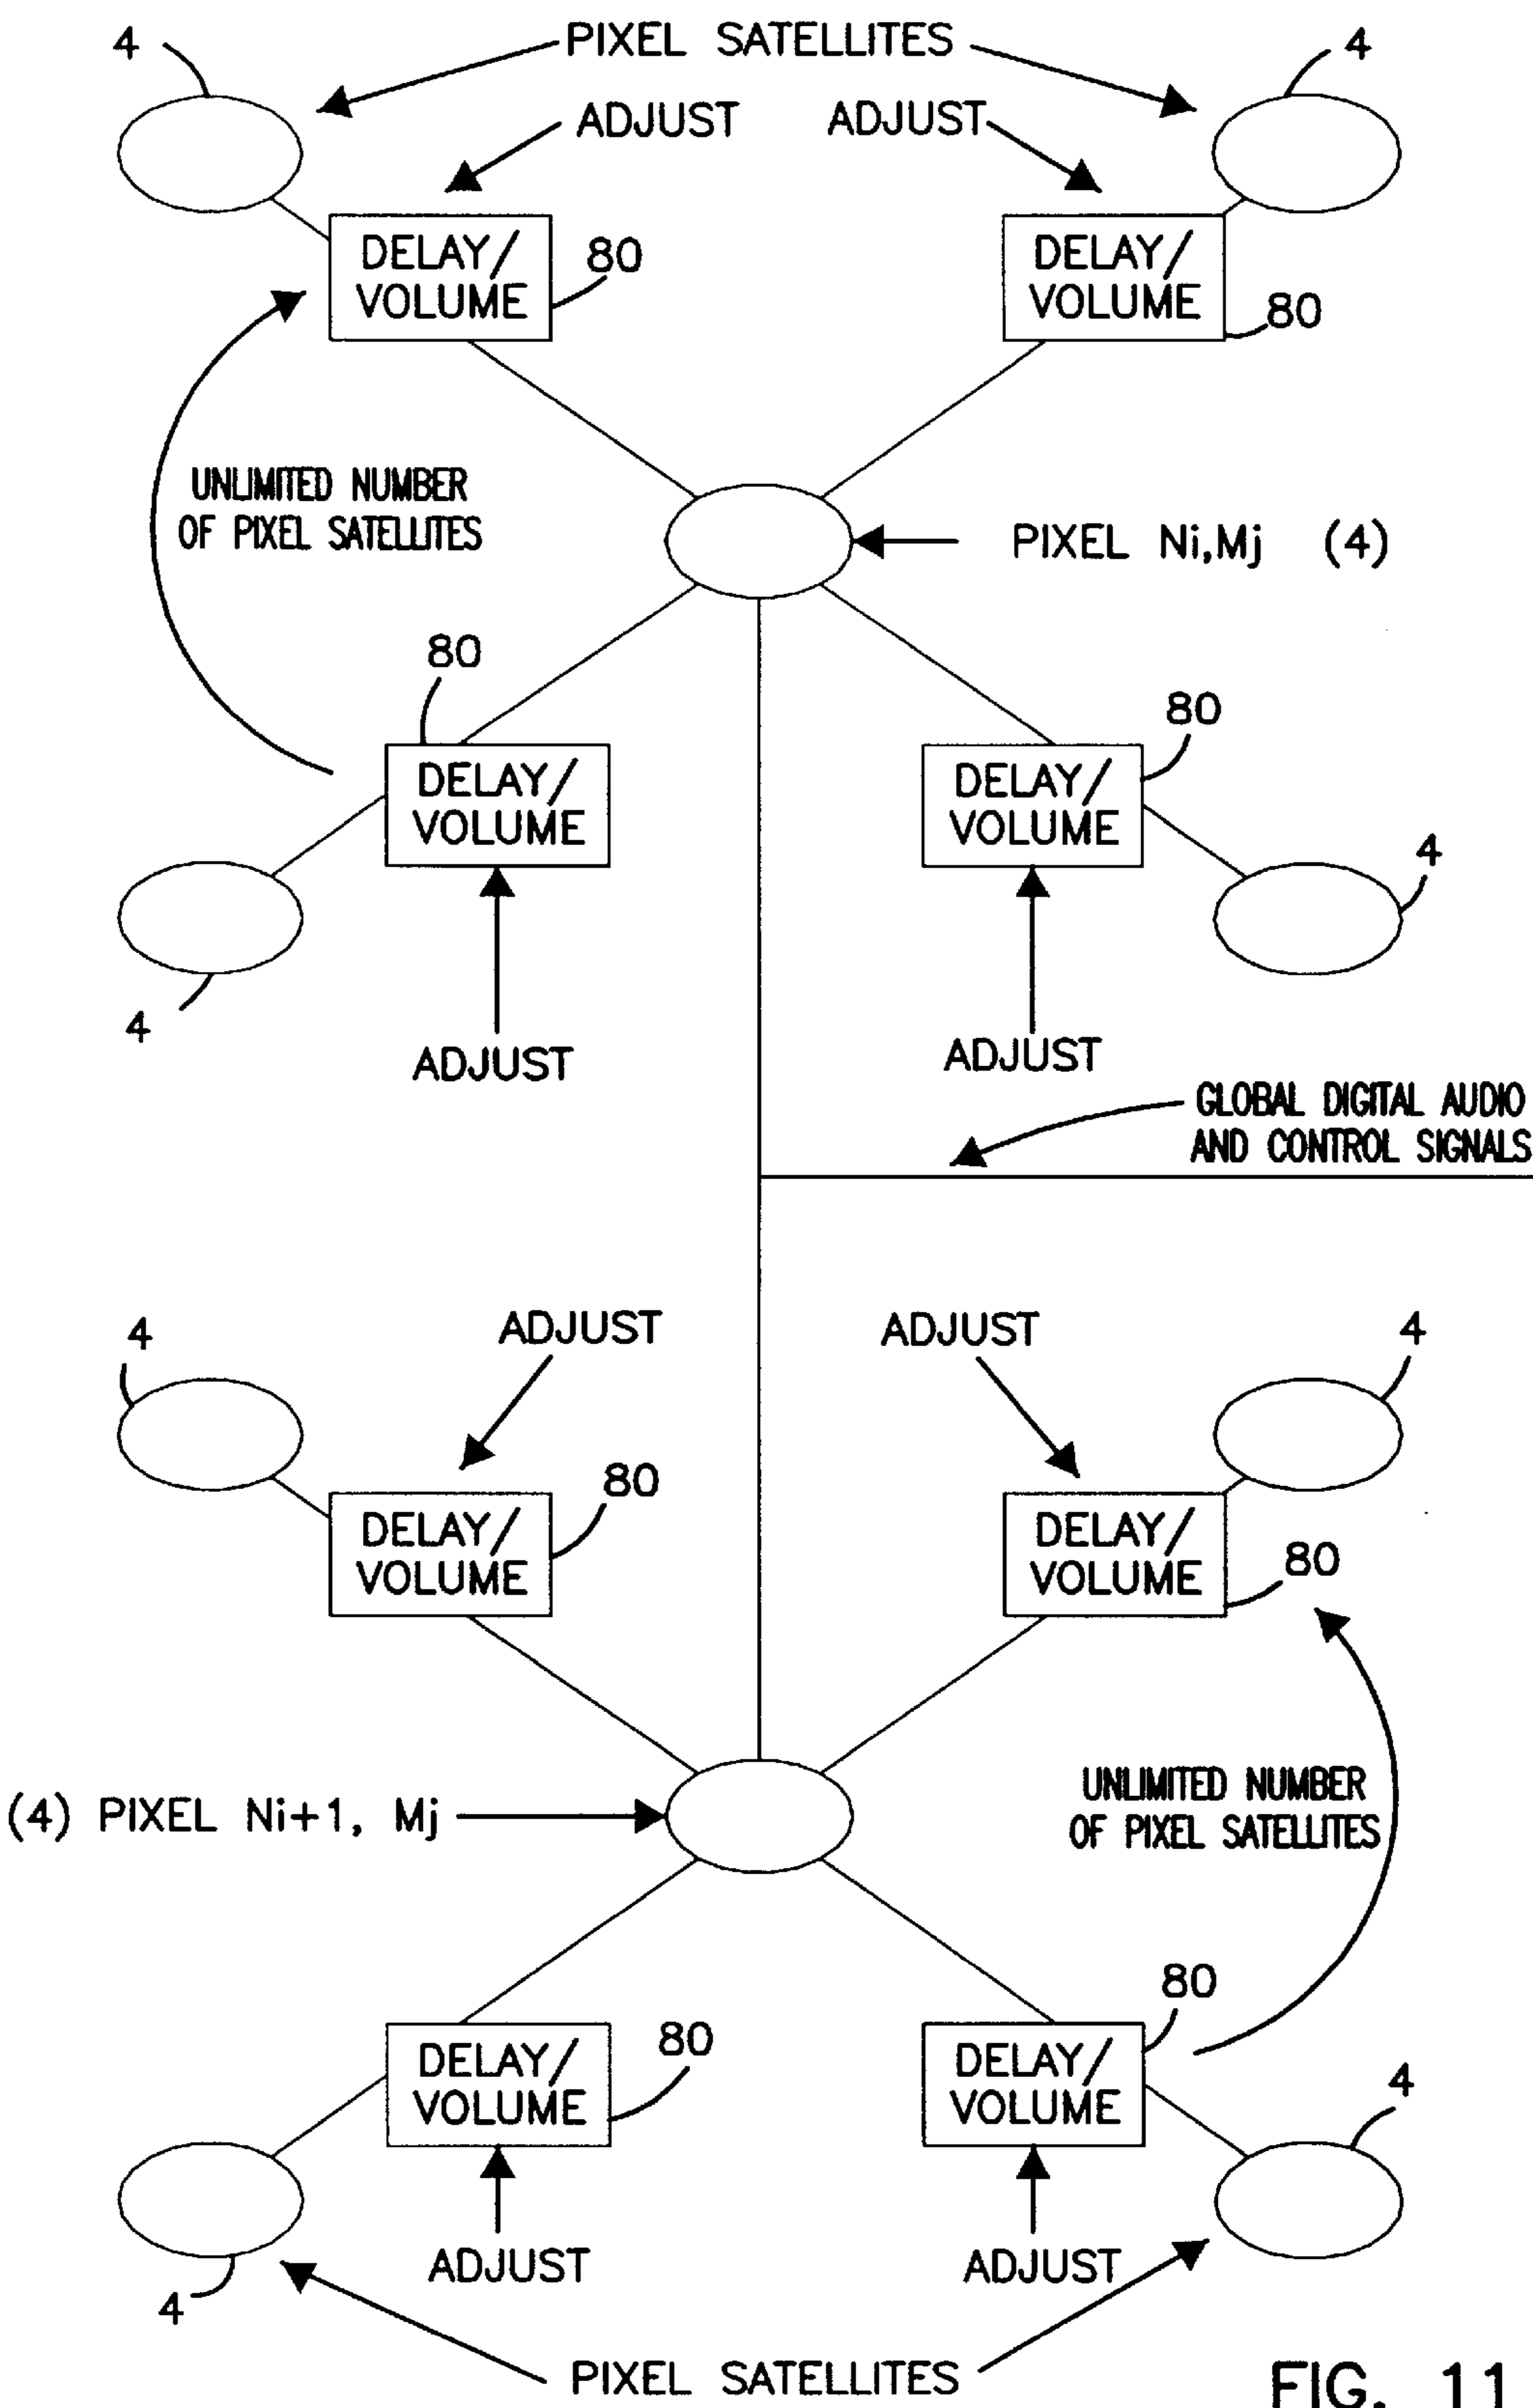 4
PIXEL SATELLITES
4
ADJUST
ADJUST
DELAY/
VOLUME
80
DELAY/
VOLUME
80
UNLIMITED NUMBER
OF PIXEL SATELLITES
PIXEL Ni,Mj (4)
80
80
DELAY/
VOLUME
DELAY/
VOLUME
4
4
ADJUST
ADJUST
GLOBAL DIGITAL AUDIO
AND CONTROL SIGNALS
4
ADJUST
ADJUST
4
80
DELAY/
VOLUME
DELAY/
VOLUME
80
UNLIMITED NUMBER
OF PIXEL SATELLITES
(4) PIXEL Ni+1, Mj
80
80
DELAY/
VOLUME
DELAY/
VOLUME
4
4
ADJUST
ADJUST
PIXEL SATELLITES
FIG. 11